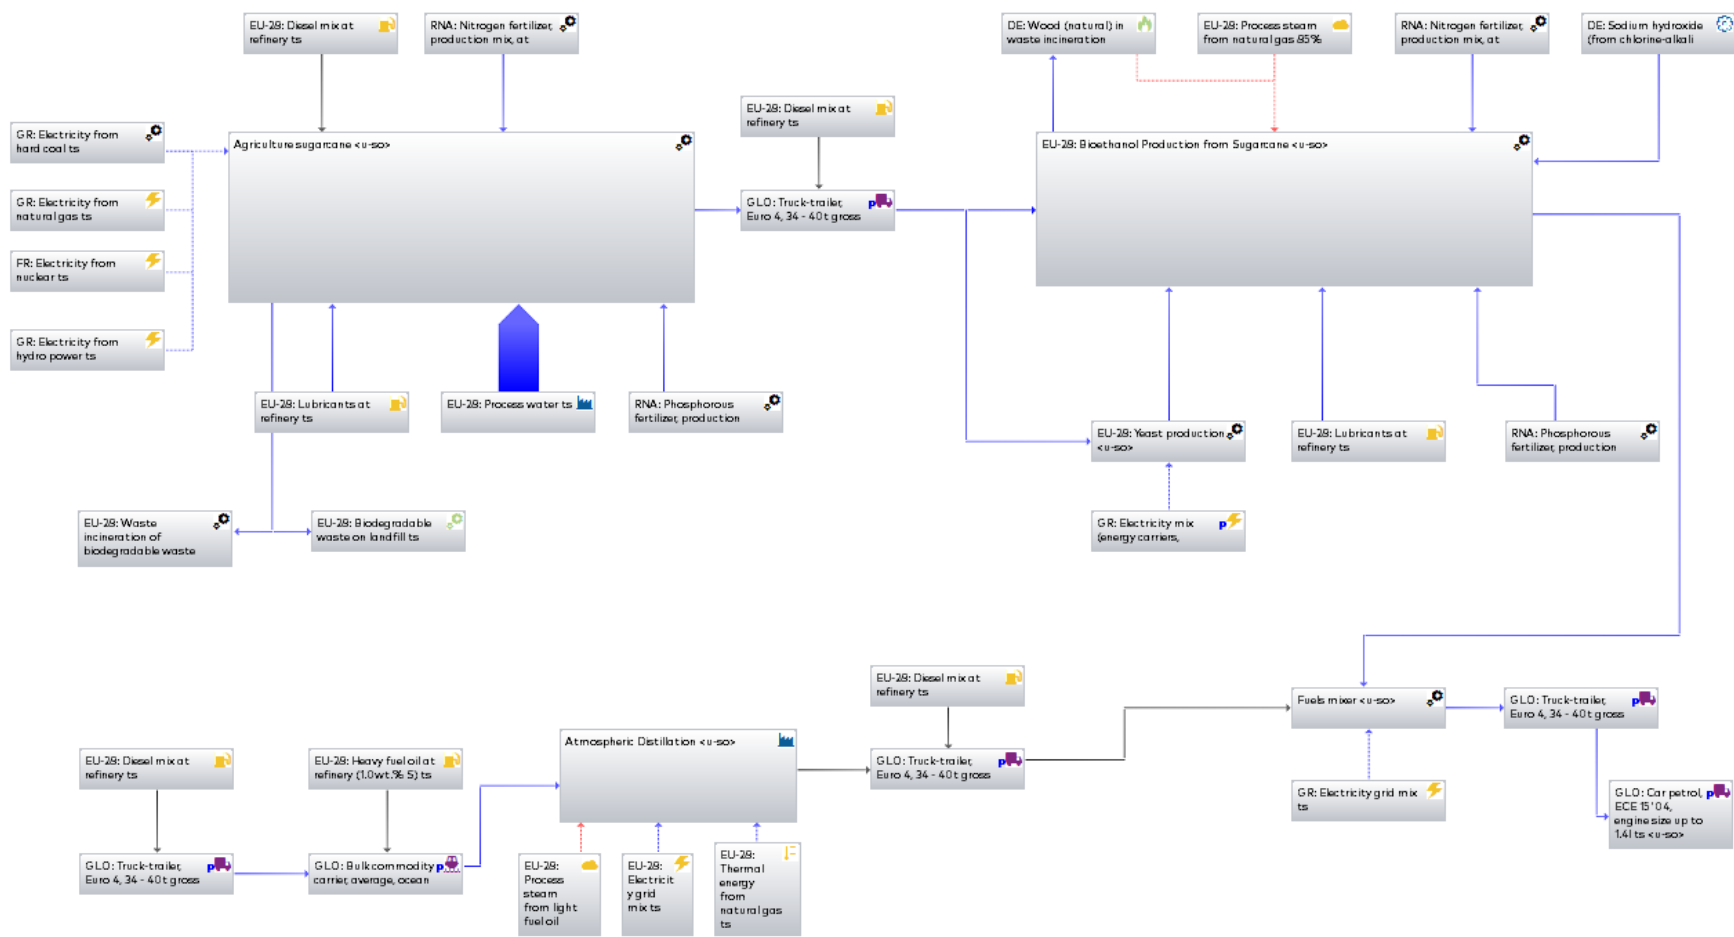 EU-28: Diesel mix at
refinery ts
RNA: Nitrogen fertilizer,
production mix, at
DE: Wood (natural) in
waste incineration
EU-28: Process steam
from natural gas 95%
RNA: Nitrogen fertilizer,
production mix, at
DE: Sodium hydroxide
(from chlorine-alkali
GR: Electricity from
hard coal ts
GR: Electricity from
natural gas ts
FR: Electricity from
nuclear ts
GR: Electricity from
hydro power ts
Agriculture sugarcane <u-so>
EU-28: Diesel mix at
refinery ts
GLO: Truck-trailer,
Euro 4, 34 - 40t gross
p
EU-28: Bioethanol Production from Sugarcane <u-so>
EU-28: Lubricants at
refinery ts
EU-28: Process water ts
RNA: Phosphorous
fertilizer, production
EU-28: Yeast production
<u-so>
EU-28: Lubricants at
refinery ts
RNA: Phosphorous
fertilizer, production
EU-28: Waste
incineration of
biodegradable waste
EU-28: Biodegradable
waste on landfill ts
GR: Electricity mix
(energy carriers,
p
EU-28: Diesel mix at
refinery ts
Fuels mixer <u-so>
GLO: Truck-trailer,
Euro 4, 34 - 40t gross
p
EU-28: Diesel mix at
refinery ts
EU-28: Heavy fuel oil at
refinery (1.0wt.% S) ts
Atmospheric Distillation <u-so>
GLO: Truck-trailer,
Euro 4, 34 - 40t gross
p
GR: Electricity grid mix
ts
GLO: Car petrol,
ECE 15'04,
engine size up to
1.4l ts <u-so>
p
GLO: Truck-trailer,
Euro 4, 34 - 40t gross
p
GLO: Bulk commodity
carrier, average, ocean
p
EU-28:
Process
steam
from light
fuel oil
EU-28:
Electricit
y grid
mix ts
EU-28:
Thermal
energy
from
natural gas
ts